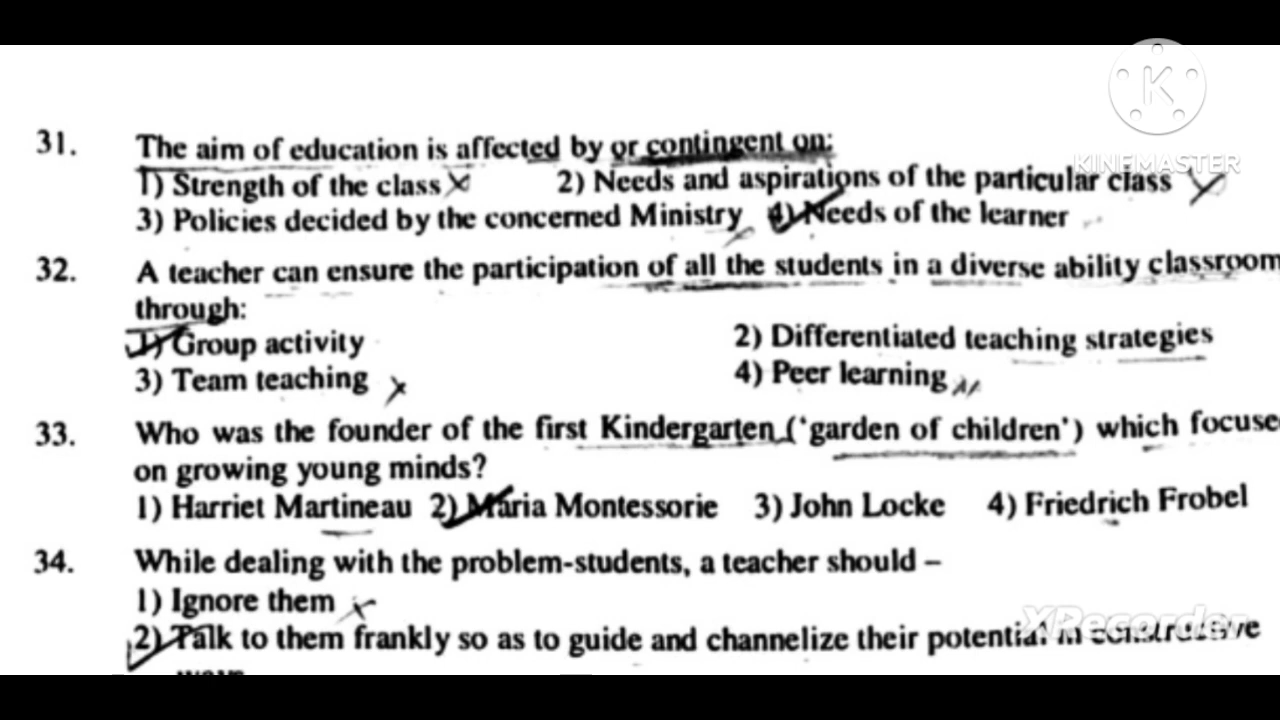 KINEMASTER
31. The aim of education is affected by or contingent on:
1) Strength of the class 2) Needs and aspirations of the particular class
3) Policies decided by the concerned Ministry 4) Needs of the learner
32. A teacher can ensure the participation of all the students in a diverse ability classroom
through:
1) Group activity 2) Differentiated teaching strategies
3) Team teaching 4) Peer learning
33. Who was the founder of the first Kindergarten ('garden of children') which focuse
on growing young minds?
1) Harriet Martineau 2) Maria Montessorie 3) John Locke 4) Friedrich Frobel
34. While dealing with the problem-students, a teacher should –
1) Ignore them
XRecorder
2) Talk to them frankly so as to guide and channelize their potential in constructive